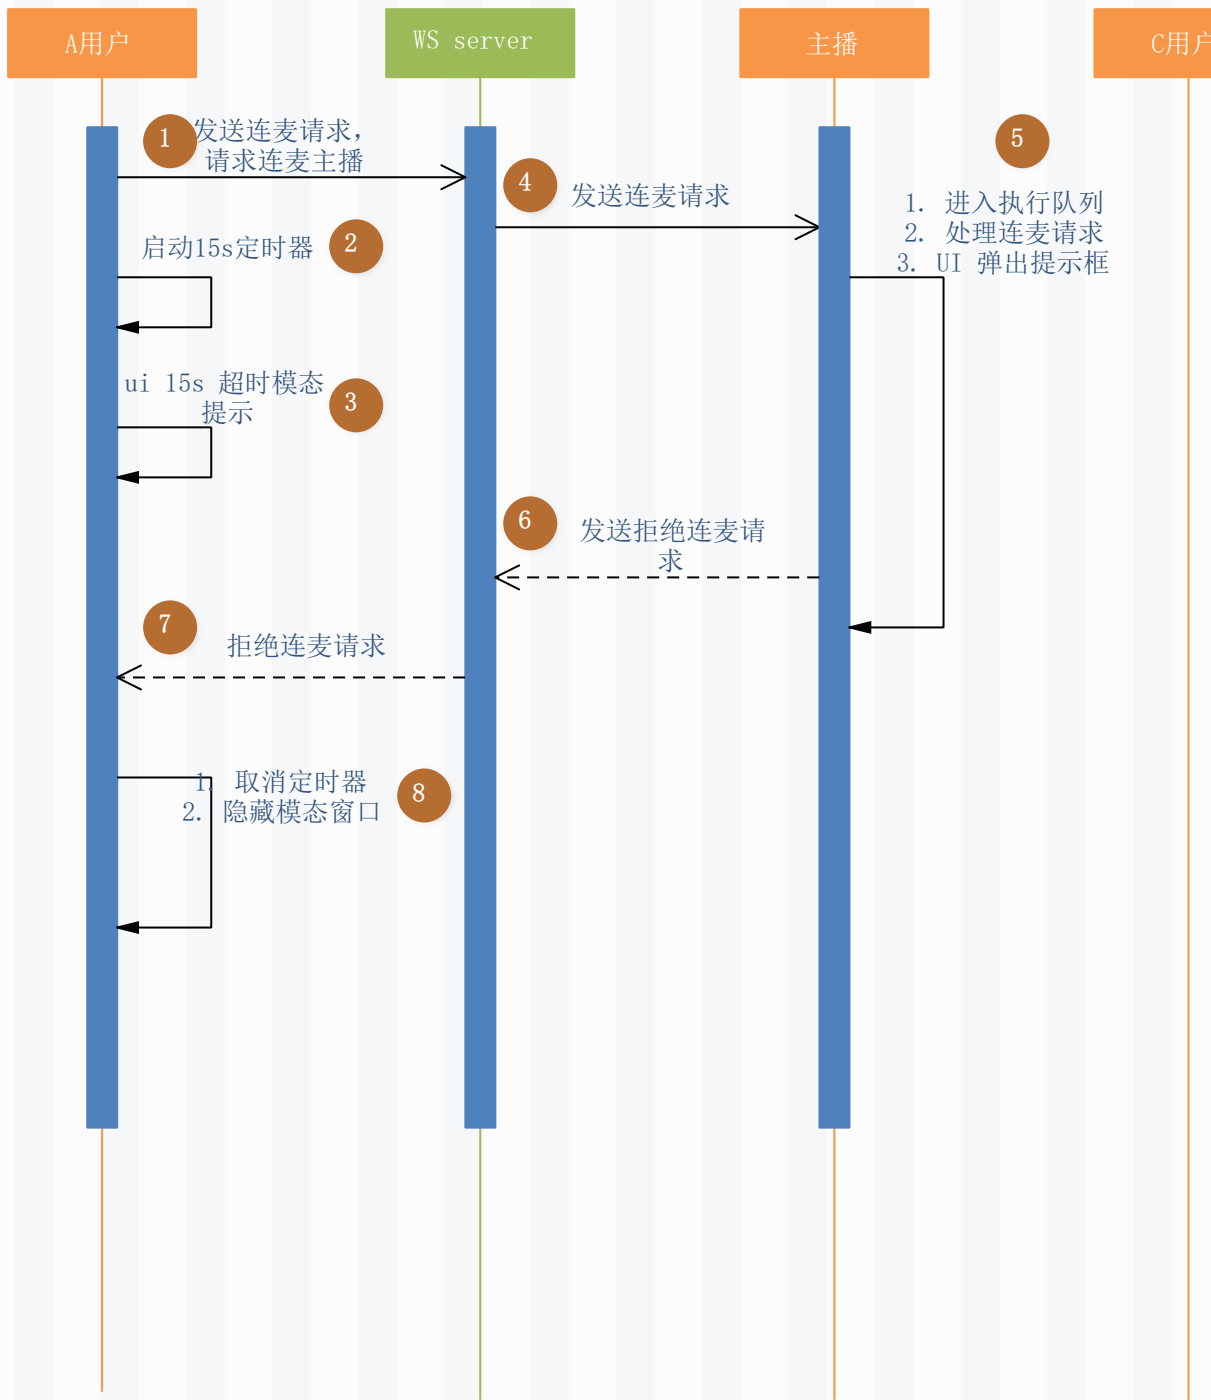 A用户
WS server
主播
C用户
1
发送连麦请求，
请求连麦主播
4
发送连麦请求
5
1. 进入执行队列
2. 处理连麦请求
3. UI 弹出提示框
启动15s定时器
2
ui 15s 超时模态
提示
3
6
发送拒绝连麦请
求
7
拒绝连麦请求
1. 取消定时器
2. 隐藏模态窗口
8